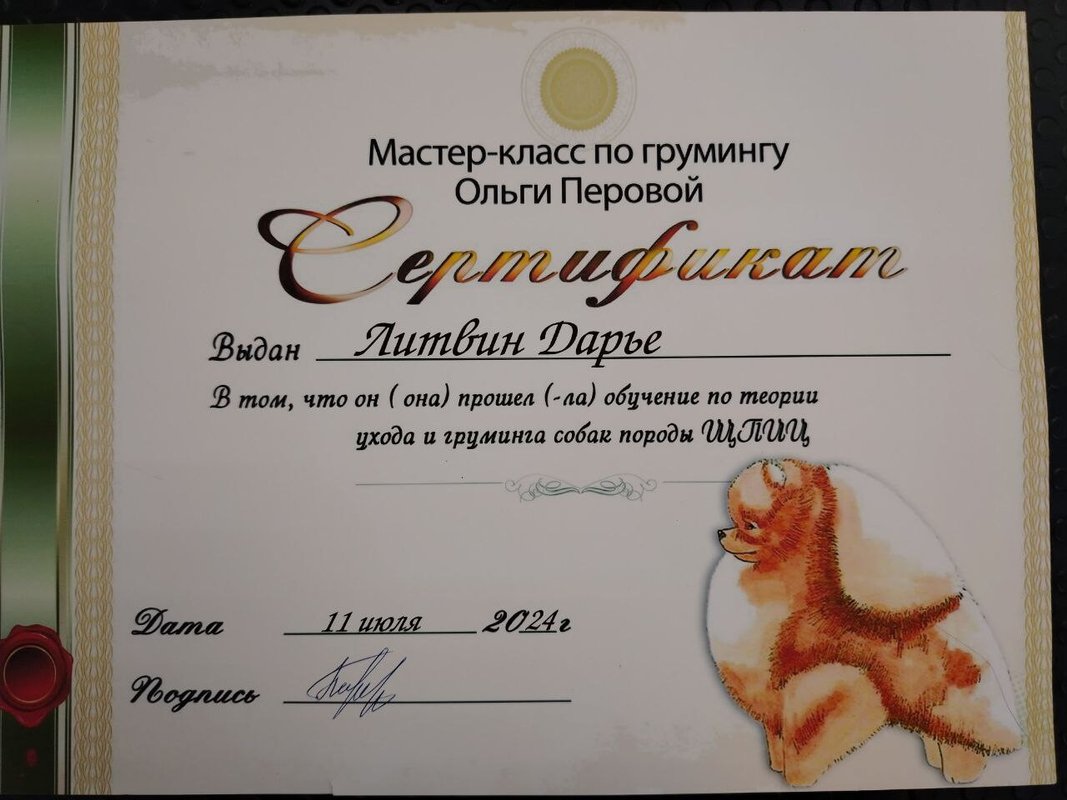 Мастер-класс по грумингу
Ольги Перовой
Сертификат
Выдан Литвин Дарье
В том, что он ( она) прошел (-ла) обучение по теории
ухода и груминга собак породы ШПИЦ
Дата 11 июля 2024г
Подпись